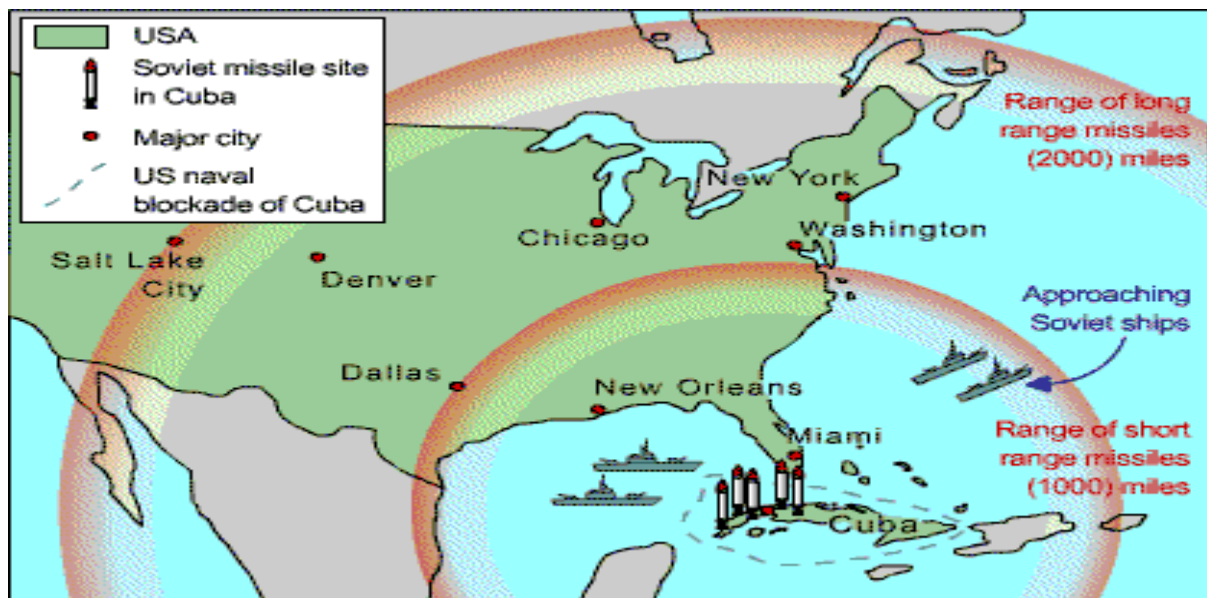 USA
Soviet missile site
in Cuba
Major city
US naval
blockade of Cuba
Range of long
range missiles
(2000) miles
New York
Chicago
Washington
Salt Lake
City
Denver
Approaching
Soviet ships
Dallas
New Orleans
Miami
Range of short
range missiles
(1000) miles
Cuba